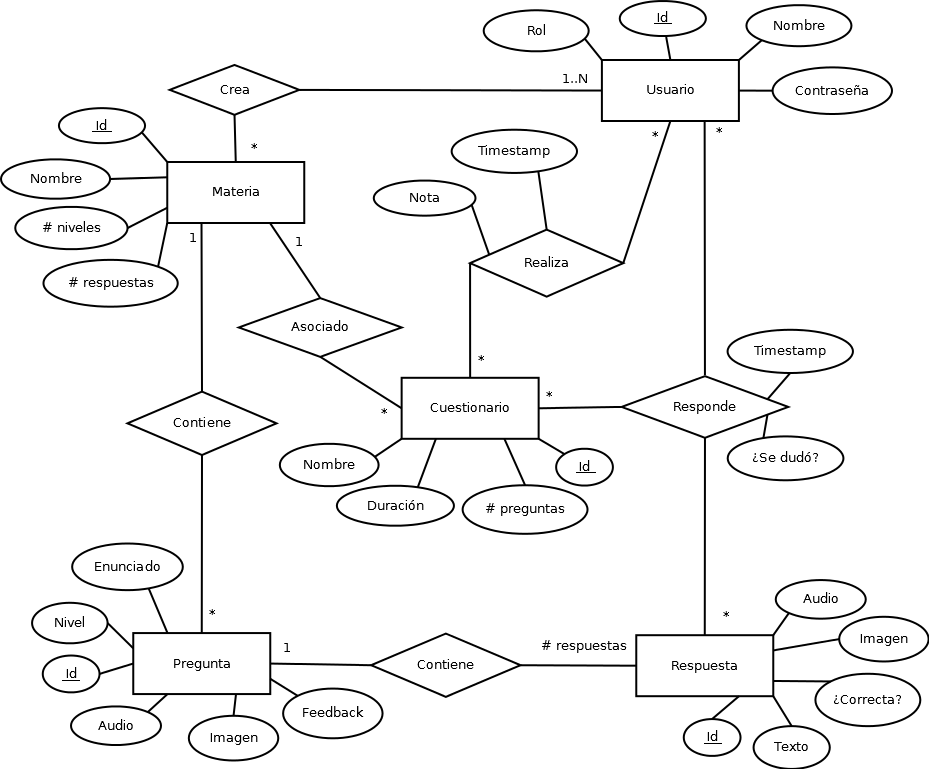 Id
Rol
Nombre
1..N
Crea
Usuario
Contraseña
Id
*
*
*
Timestamp
Nombre
Materia
Nota
# niveles
1
1
Realiza
# respuestas
Asociado
Timestamp
*
*
Cuestionario
Responde
*
Contiene
Nombre
Id
¿Se dudó?
Duración
# preguntas
Enunciado
Audio
*
*
Nivel
Imagen
1
# respuestas
Pregunta
Contiene
Respuesta
Id
¿Correcta?
Feedback
Audio
Imagen
Id
Texto